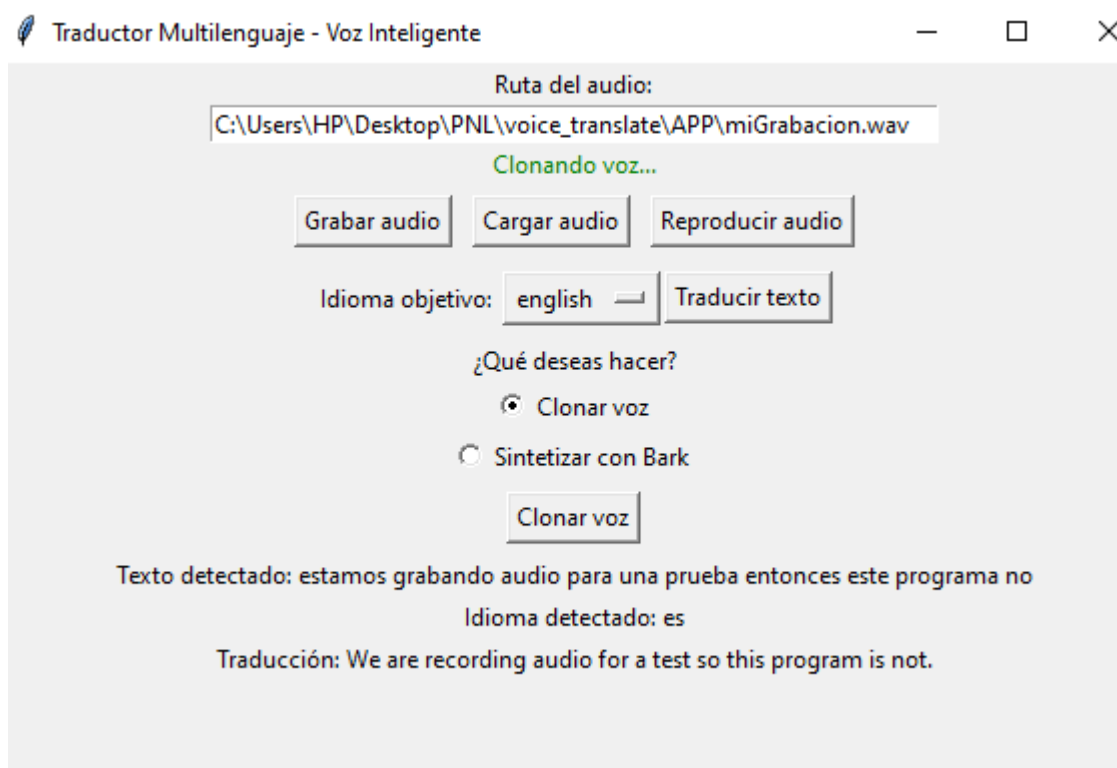 Traductor Multilenguaje - Voz Inteligente
Ruta del audio:
C:\Users\HP\Desktop\PNL\voice_translate\APP\miGrabacion.wav
Clonando voz...
Grabar audio Cargar audio Reproducir audio
Idioma objetivo: english Traducir texto
¿Qué deseas hacer?
Clonar voz
Sintetizar con Bark
Clonar voz
Texto detectado: estamos grabando audio para una prueba entonces este programa no
Idioma detectado: es
Traducción: We are recording audio for a test so this program is not.